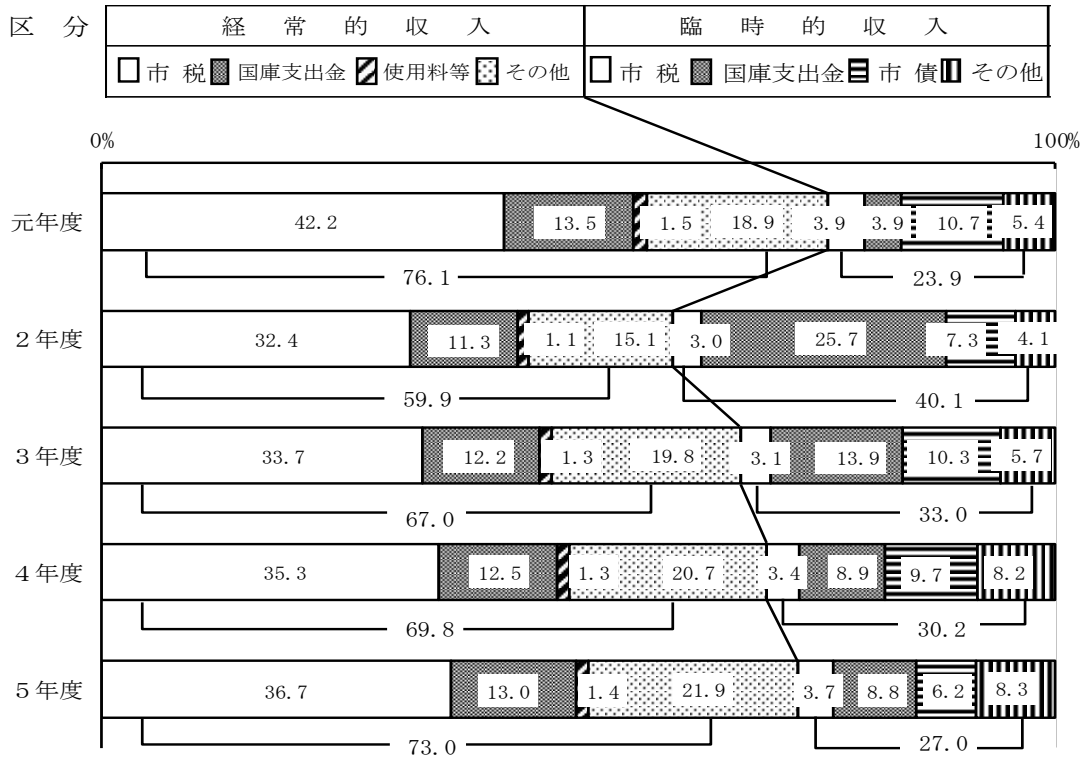 区 分 経 常 的 収 入 臨 時 的 収 入
市 税 国庫支出金 使用料等 その他 市 税 国庫支出金 市 債 その他
0% 100%
元年度 42.2 13.5 1.5 18.9 3.9 3.9 10.7 5.4
76.1 23.9
2年度 32.4 11.3 1.1 15.1 3.0 25.7 7.3 4.1
59.9 40.1
3年度 33.7 12.2 1.3 19.8 3.1 13.9 10.3 5.7
67.0 33.0
4年度 35.3 12.5 1.3 20.7 3.4 8.9 9.7 8.2
69.8 30.2
5年度 36.7 13.0 1.4 21.9 3.7 8.8 6.2 8.3
73.0 27.0